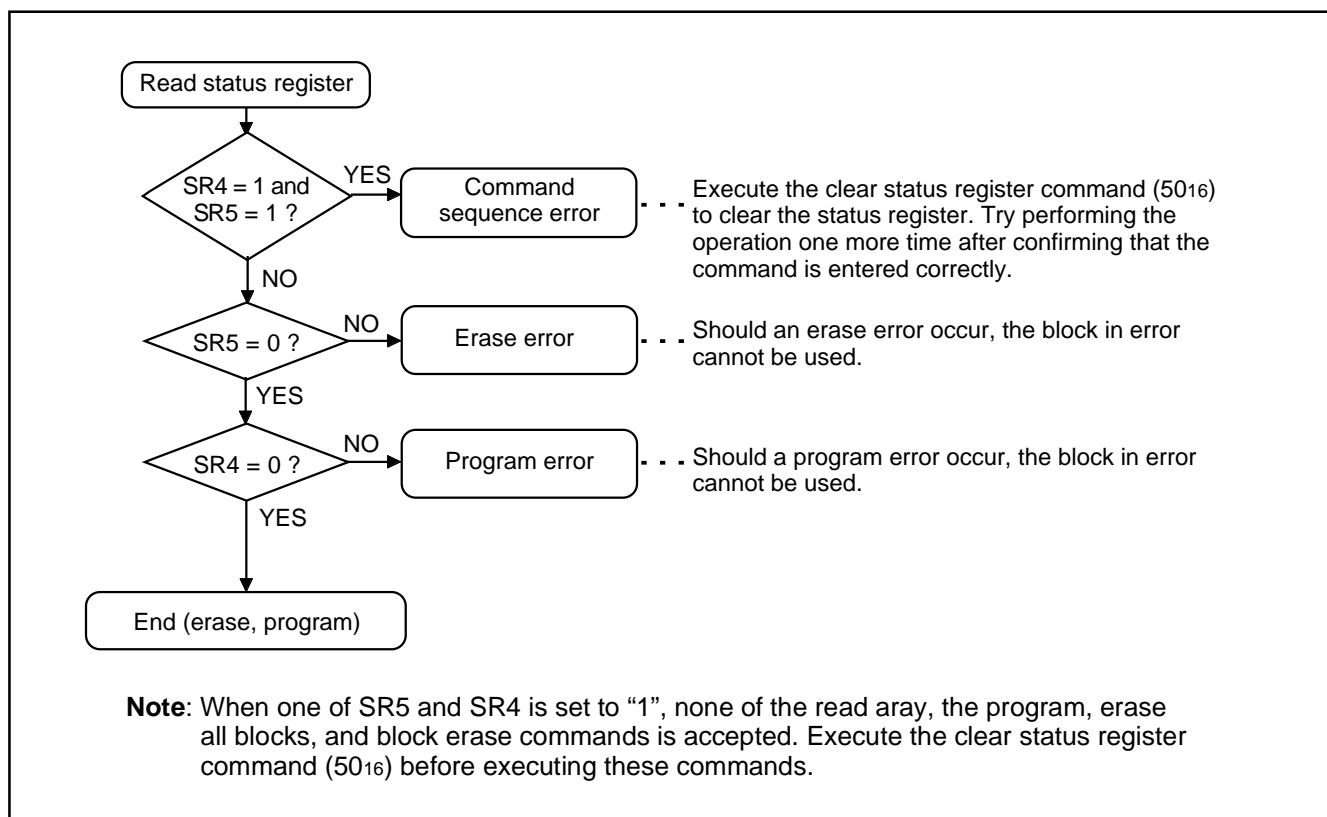 Read status register
SR4 = 1 and
SR5 = 1 ?
YES
Command
sequence error
Execute the clear status register command (5016)
to clear the status register. Try performing the
operation one more time after confirming that the
command is entered correctly.
NO
SR5 = 0 ?
NO
Erase error
Should an erase error occur, the block in error
cannot be used.
YES
SR4 = 0 ?
NO
Program error
Should a program error occur, the block in error
cannot be used.
YES
End (erase, program)
Note: When one of SR5 and SR4 is set to “1”, none of the read aray, the program, erase
all blocks, and block erase commands is accepted. Execute the clear status register
command (5016) before executing these commands.